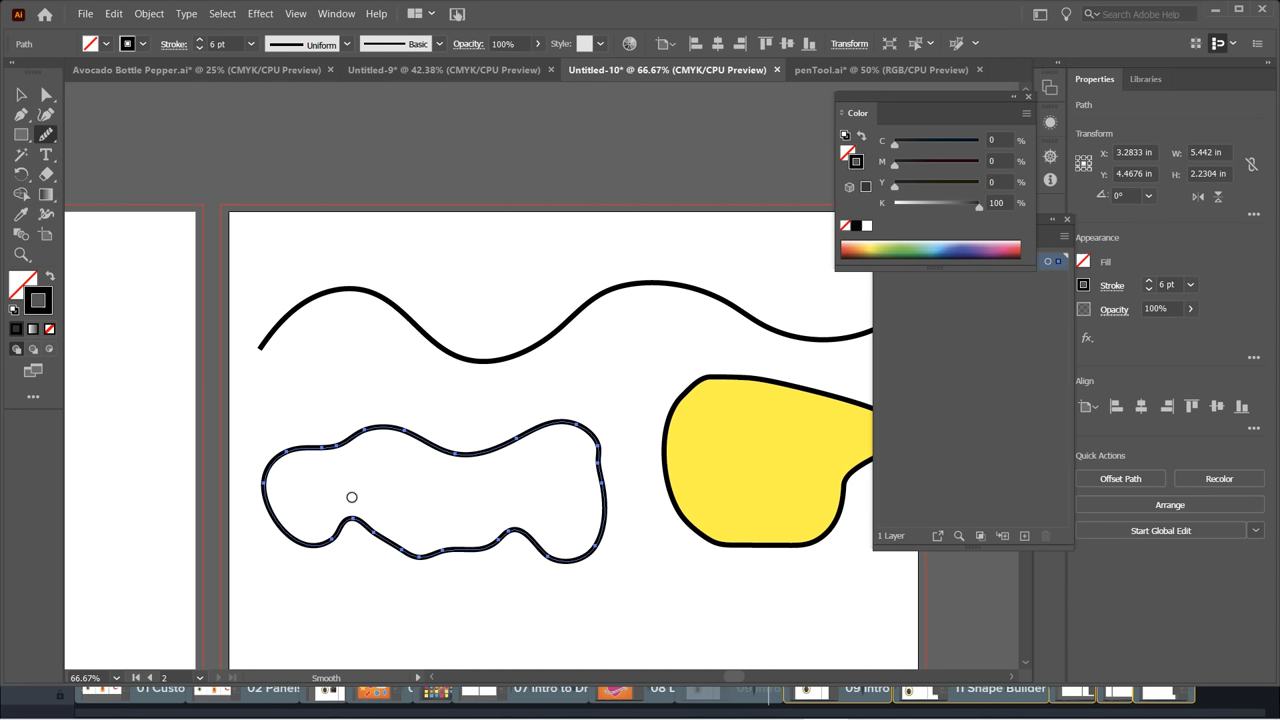 Ai File Edit Object Type Select Effect View Window Help Search Adobe Help
Path Stroke: 6 pt Uniform Basic Opacity: 100% Style: Transform
Avocado Bottle Pepper.ai* @ 25% (CMYK/CPU Preview) × Untitled-9* @ 42.38% (CMYK/CPU Preview) × Untitled-10* @ 66.67% (CMYK/CPU Preview) × penTool.ai* @ 50% (RGB/CPU Preview) ×
Properties Libraries
Path
Color
Transform
C 0 %
M 0 %
Y 0 %
K 100 %
X: 3.2833 in W: 5.442 in
Y: 4.4676 in H: 2.2304 in
0°
Appearance
Fill
Stroke 6 pt
Opacity 100%
fx
Align
Quick Actions
Offset Path Recolor
Arrange
Start Global Edit
1 Layer
66.67% 2 Smooth
01 Custo 02 Panel 07 Intro to Dr 08 L 09 Intro 11 Shape Builder